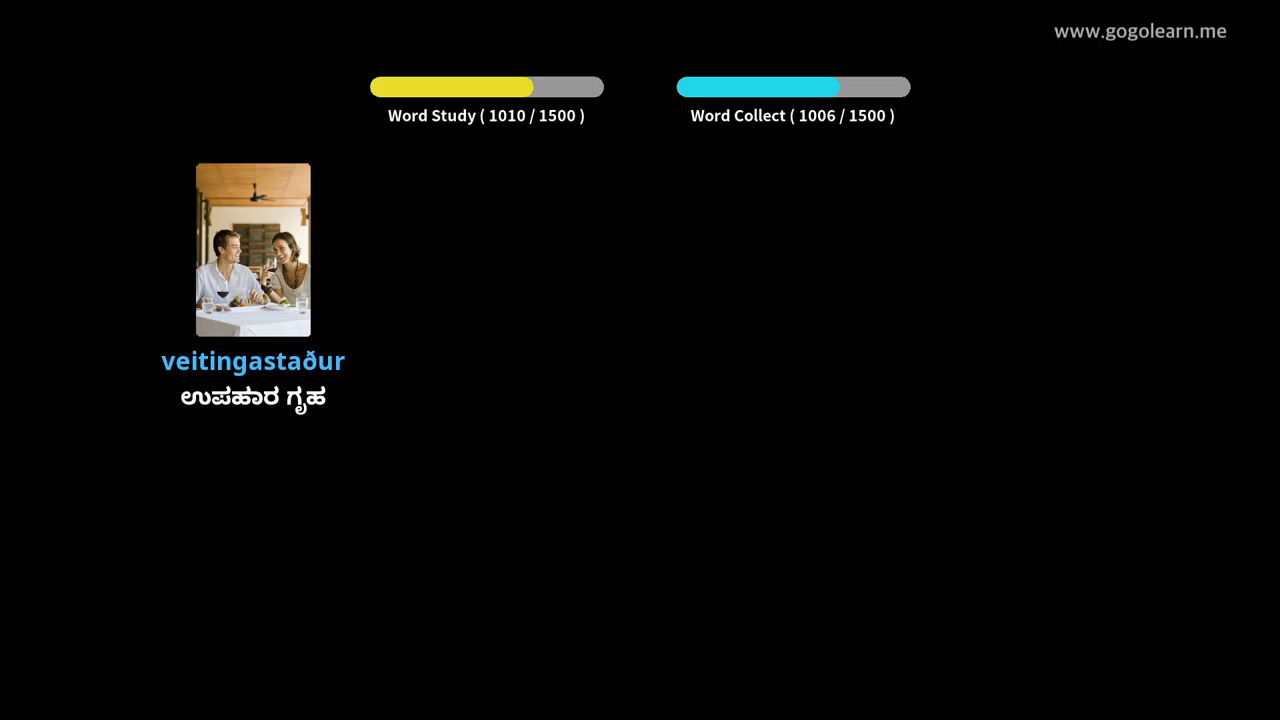 www.gogolearn.me
Word Study ( 1010 / 1500 )
Word Collect ( 1006 / 1500 )
veitingastaður
ಉಪಹಾರ ಗೃಹ